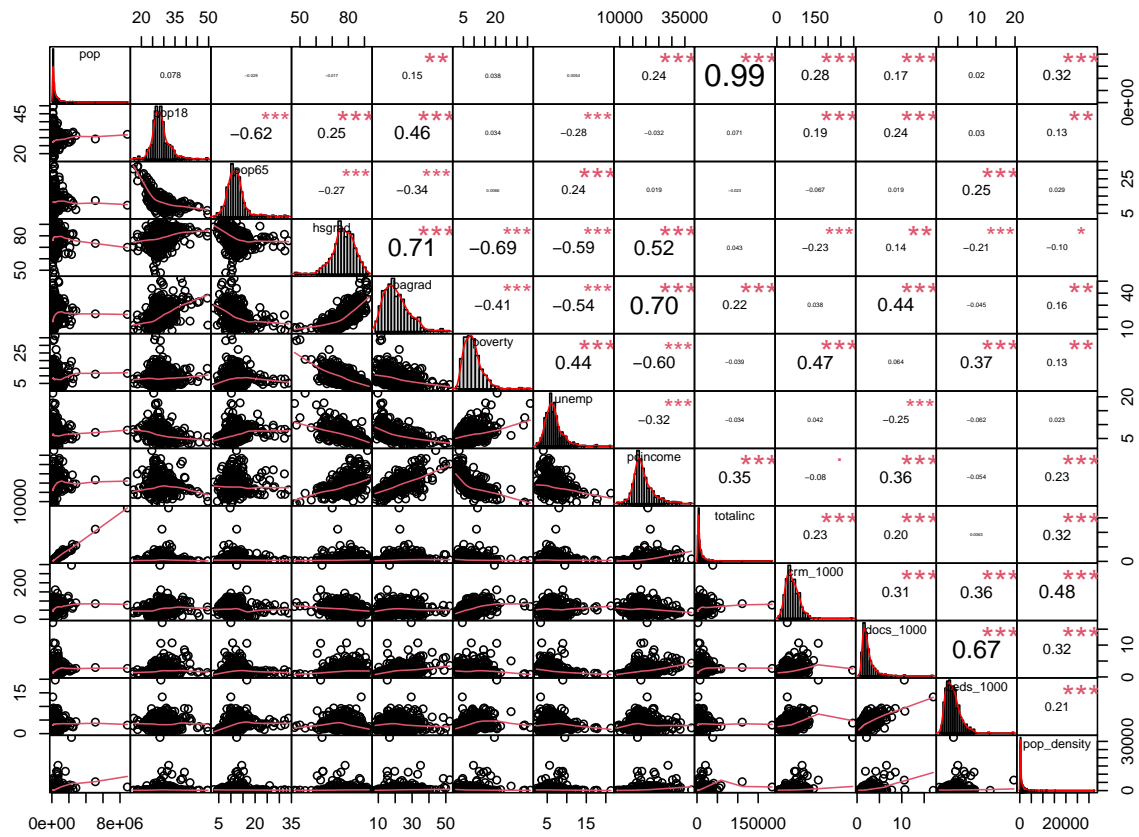 20 35 50 50 80 5 20 10000 35000 0 150 0 10 20
pop 0.078 −0.029 −0.017 ** 0.15 0.038 0.0054 *** 0.24 *** 0.99 *** 0.28 *** 0.17 0.02 *** 0.32 0e+00
45 20 pop18 *** −0.62 *** 0.25 *** 0.46 0.034 *** −0.28 −0.032 0.071 *** 0.19 *** 0.24 0.03 ** 0.13
pop65 *** −0.27 *** −0.34 *** 0.24 0.019 −0.023 −0.067 0.019 *** 0.25 0.029 25 5
80 50 hsgrad *** 0.71 *** −0.69 *** −0.59 *** 0.52 0.043 *** −0.23 ** 0.14 *** −0.21 * −0.10
bagrad *** −0.41 *** −0.54 *** 0.70 *** 0.22 0.038 *** 0.44 −0.045 ** 0.16 40 10
25 5 poverty *** 0.44 *** −0.60 −0.039 *** 0.47 0.064 *** 0.37 ** 0.13
unemp *** −0.32 −0.034 0.042 *** −0.25 −0.062 0.023 20 5
10000 pcincome *** 0.35 . −0.08 *** 0.36 −0.054 *** 0.23
totalinc *** 0.23 *** 0.20 0.0063 *** 0.32 0
200 0 crm_1000 *** 0.31 *** 0.36 *** 0.48
docs_1000 *** 0.67 *** 0.32 10 0
15 0 beds_1000 *** 0.21
pop_density 30000 0
0e+00 8e+06 5 20 35 10 30 50 5 15 0 150000 0 10 0 20000